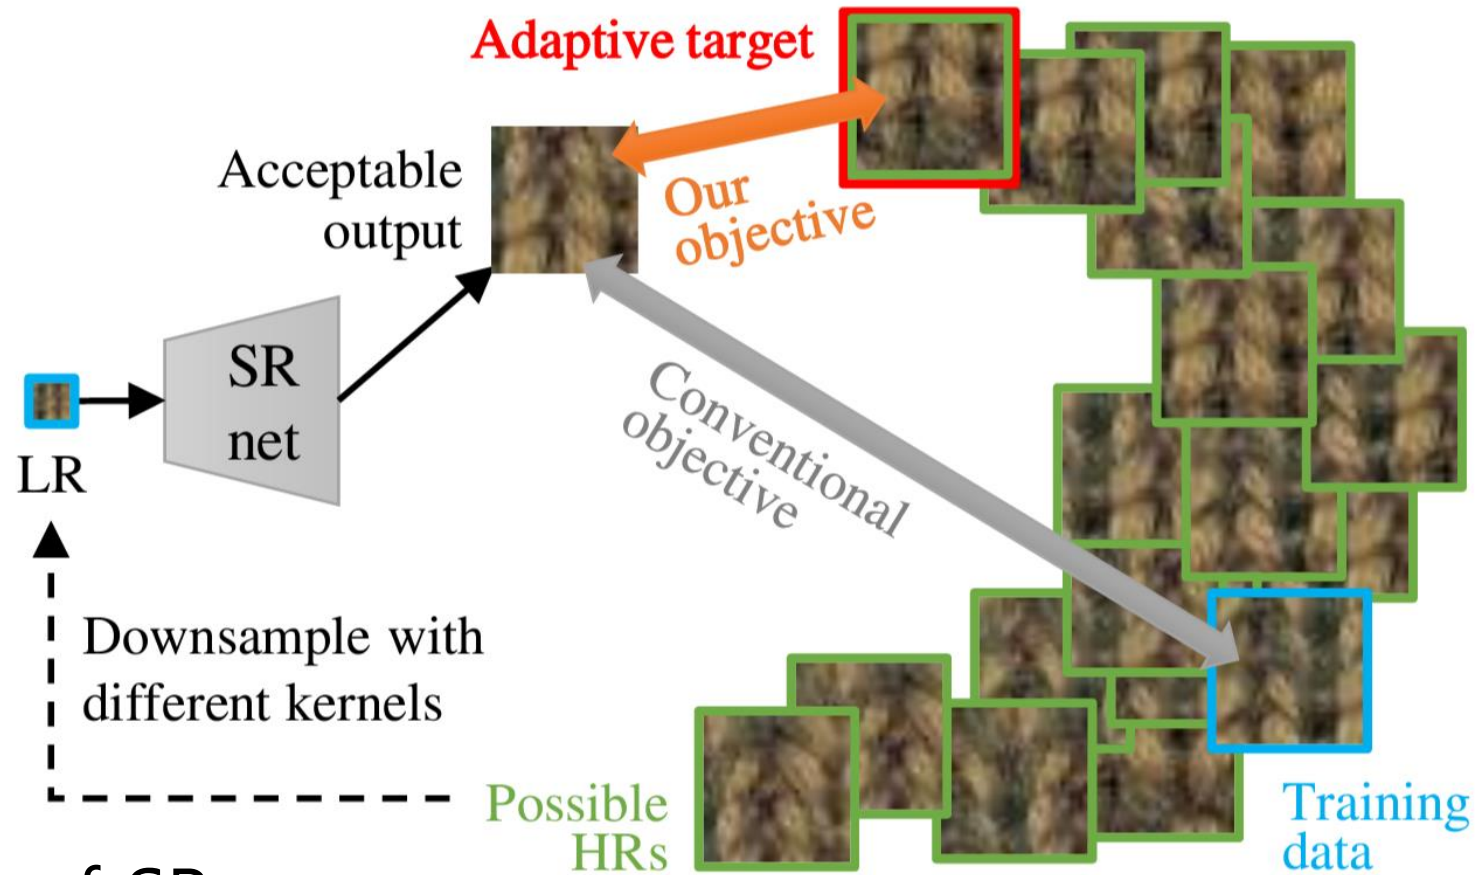 Adaptive target
Acceptable
output
Our
objective
SR
net
LR
Conventional
objective
Downsample with
different kernels
Possible
HRs
Training
data